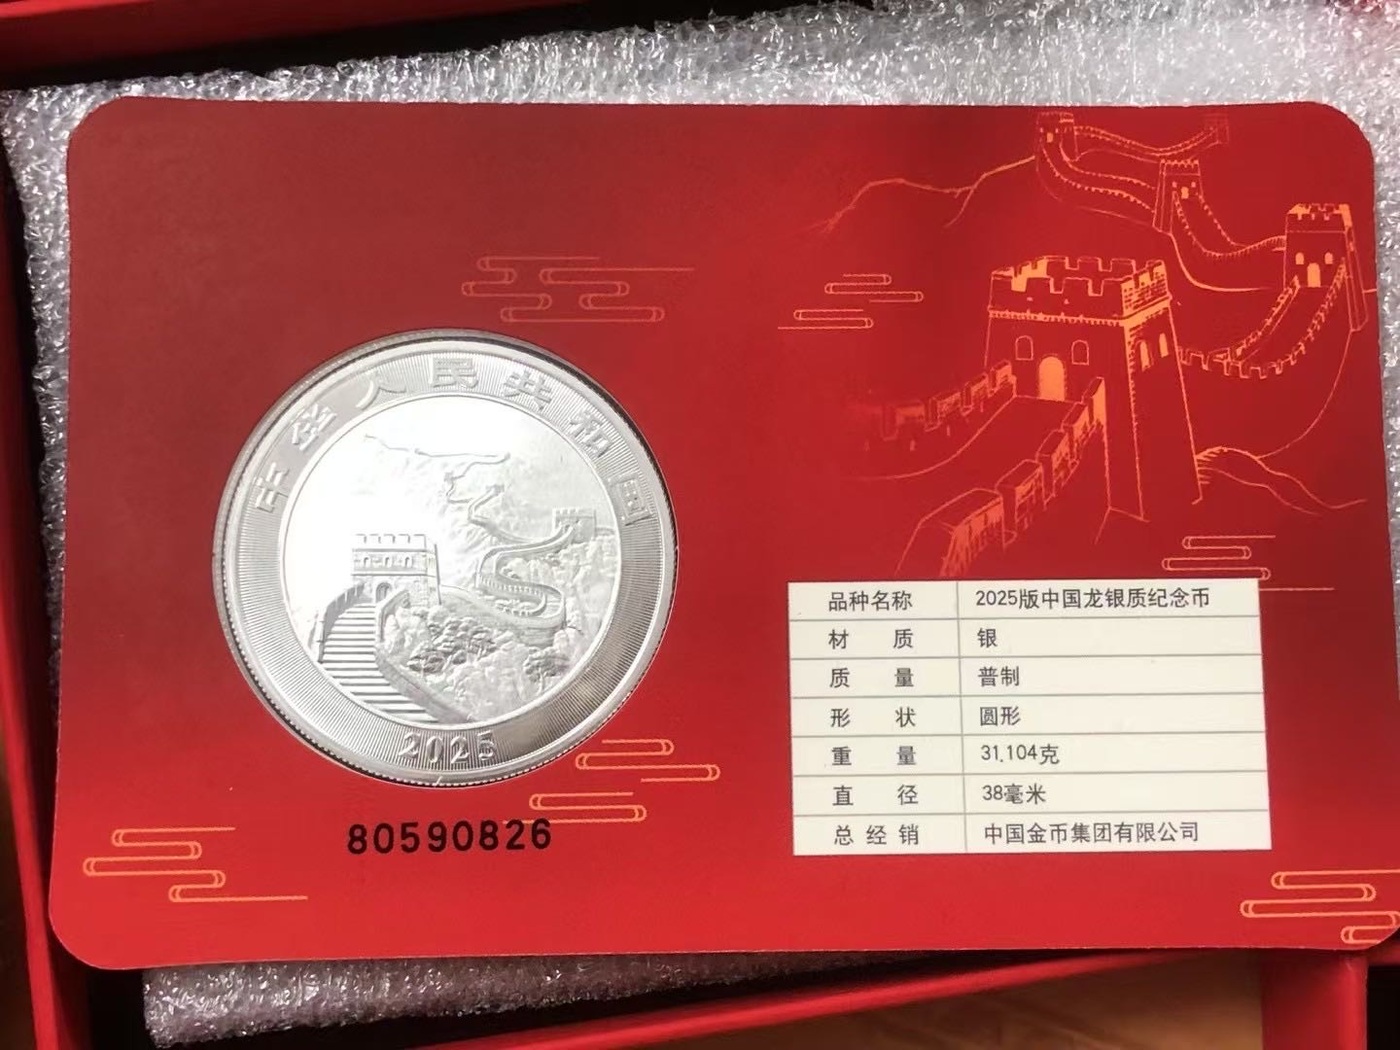 中华人民共和国
2025
80590826
品种名称 2025版中国龙银质纪念币
材 质 银
质 量 普制
形 状 圆形
重 量 31.104克
直 径 38毫米
总 经 销 中国金币集团有限公司